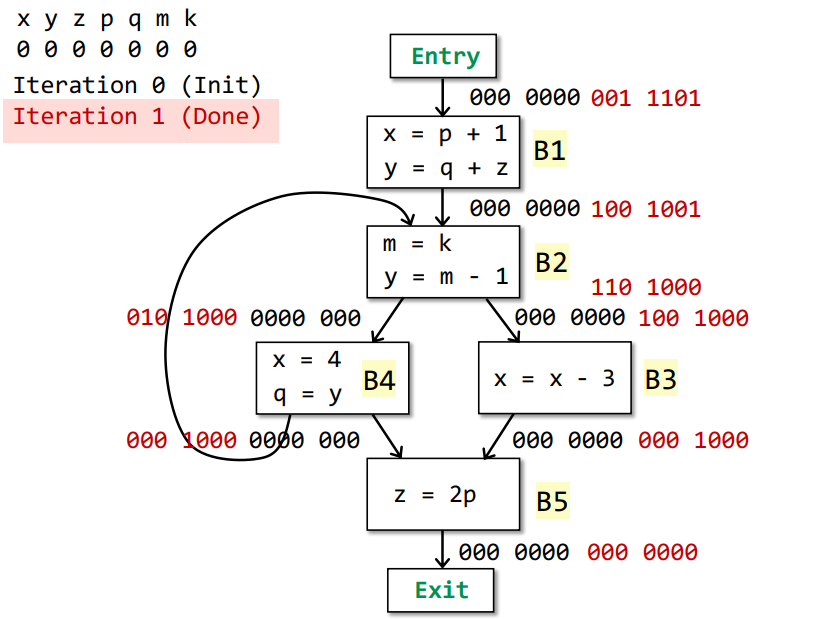 x y z p q m k
0 0 0 0 0 0 0
Iteration 0 (Init)
Iteration 1 (Done)
Entry
000 0000 001 1101
x = p + 1
y = q + z
B1
000 0000 100 1001
m = k
y = m - 1
B2
110 1000
010 1000 0000 000
000 0000 100 1000
x = 4
q = y
B4
x = x - 3
B3
000 1000 0000 000
000 0000 000 1000
z = 2p
B5
000 0000 000 0000
Exit